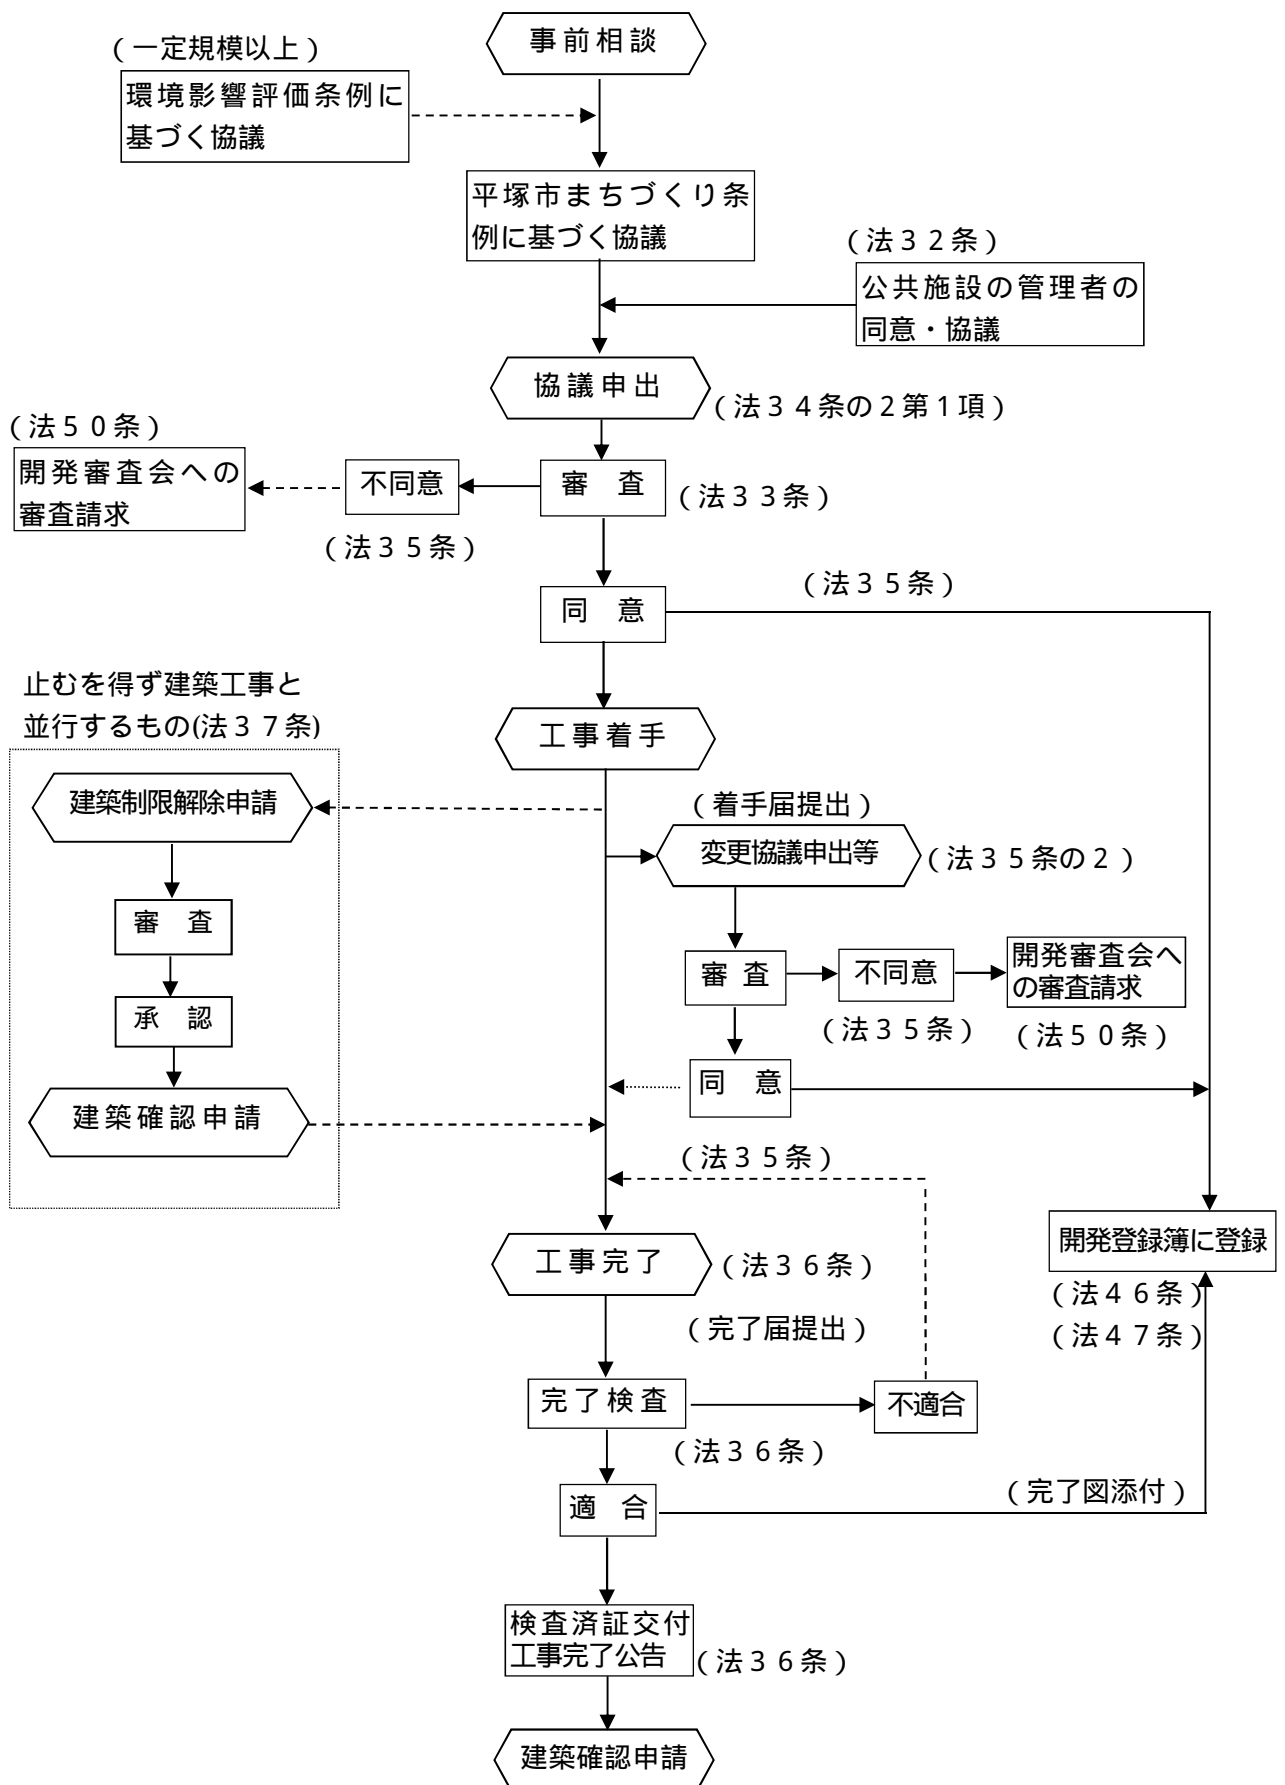 事前相談
（一定規模以上）
環境影響評価条例に
基づく協議
平塚市まちづくり条
例に基づく協議
（法３２条）
公共施設の管理者の
同意・協議
協議申出
（法３４条の２第１項）
（法５０条）
開発審査会への
審査請求
不同意
審　査
（法３３条）
（法３５条）
同　意
（法３５条）
止むを得ず建築工事と
並行するもの(法３７条)
工事着手
建築制限解除申請
（着手届提出）
変更協議申出等
（法３５条の２）
審　査
審 査
不同意
開発審査会へ
の審査請求
（法３５条）
（法５０条）
承　認
同　意
建築確認申請
（法３５条）
開発登録簿に登録
（法４６条）
（法４７条）
工事完了
（法３６条）
（完了届提出）
完了検査
不適合
（法３６条）
適　合
（完了図添付）
検査済証交付
工事完了公告
（法３６条）
建築確認申請